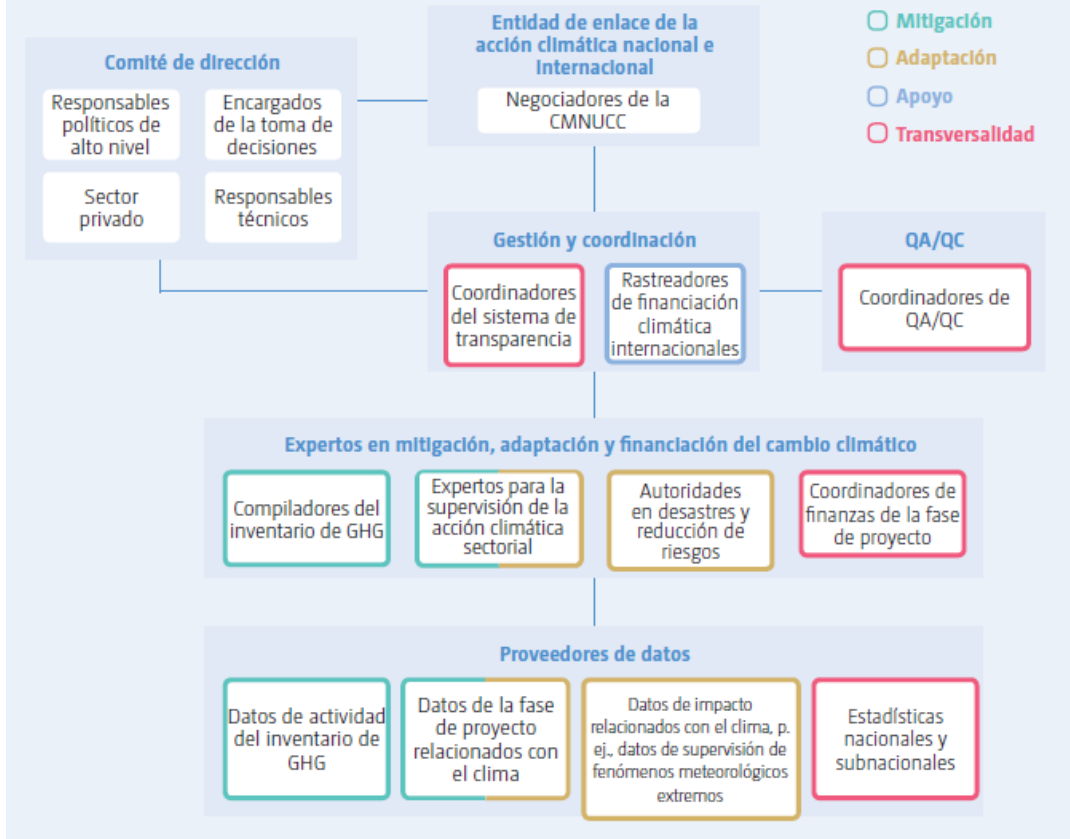 Entidad de enlace de la
acción climática nacional e
internacional
Negociadores de la
CMNUCC
Mitigación
Adaptación
Apoyo
Transversalidad
Comité de dirección
Responsables
políticos de
alto nivel
Encargados
de la toma de
decisiones
Sector
privado
Responsables
técnicos
Gestión y coordinación
Coordinadores
del sistema de
transparencia
Rastreadores
de financiación
climática
internacionales
QA/QC
Coordinadores de
QA/QC
Expertos en mitigación, adaptación y financiación del cambio climático
Compiladores del
inventario de GHG
Expertos para la
supervisión de la
acción climática
sectorial
Autoridades
en desastres y
reducción de
riesgos
Coordinadores de
finanzas de la fase
de proyecto
Proveedores de datos
Datos de actividad
del inventario de
GHG
Datos de la fase
de proyecto
relacionados con
el clima
Datos de impacto
relacionados con el clima, p.
ej., datos de supervisión de
fenómenos meteorológicos
extremos
Estadísticas
nacionales y
subnacionales